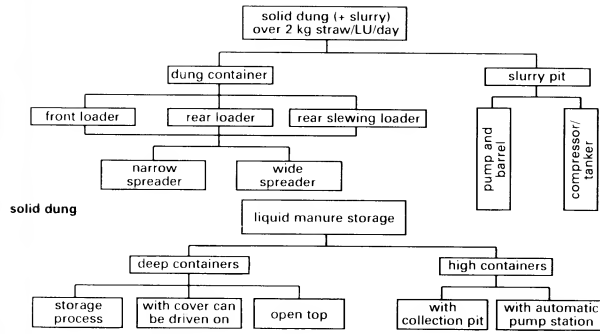 solid dung (+ slurry)
over 2 kg straw/LU/day
dung container
slurry pit
front loader
rear loader
rear slewing loader
pump and
barrel
compressor/
tanker
narrow
spreader
wide
spreader
solid dung
liquid manure storage
deep containers
high containers
storage
process
with cover can
be driven on
open top
with
collection pit
with automatic
pump station